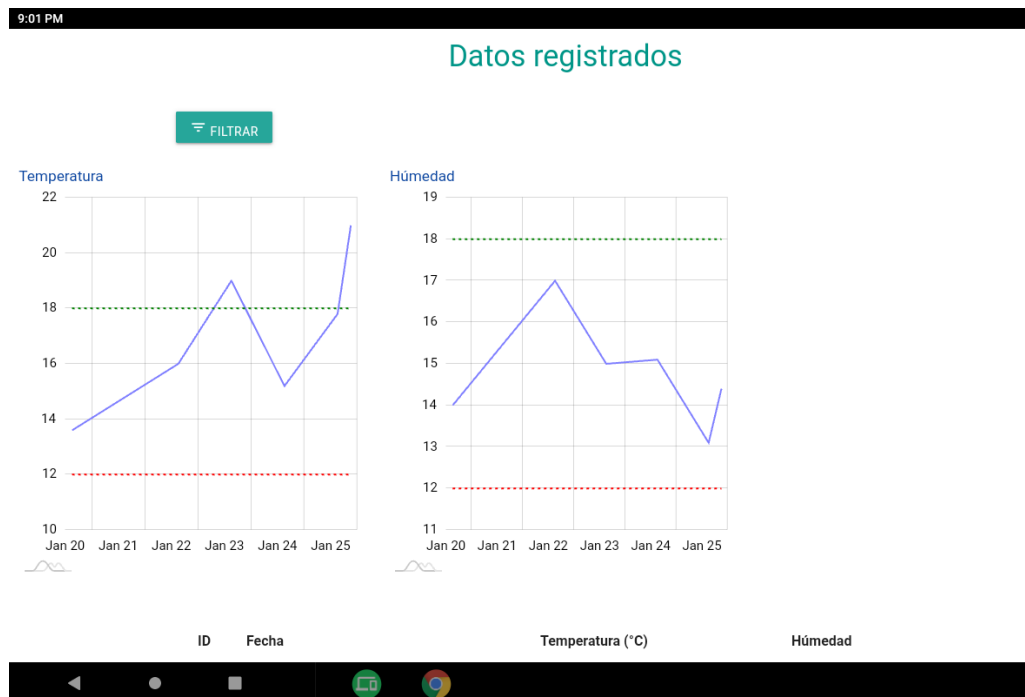 9:01 PM
Datos registrados
FILTRAR
Temperatura
22
20
18
16
14
12
10
Jan 20 Jan 21 Jan 22 Jan 23 Jan 24 Jan 25
Húmedad
19
18
17
16
15
14
13
12
11
Jan 20 Jan 21 Jan 22 Jan 23 Jan 24 Jan 25
ID Fecha Temperatura (°C) Húmedad